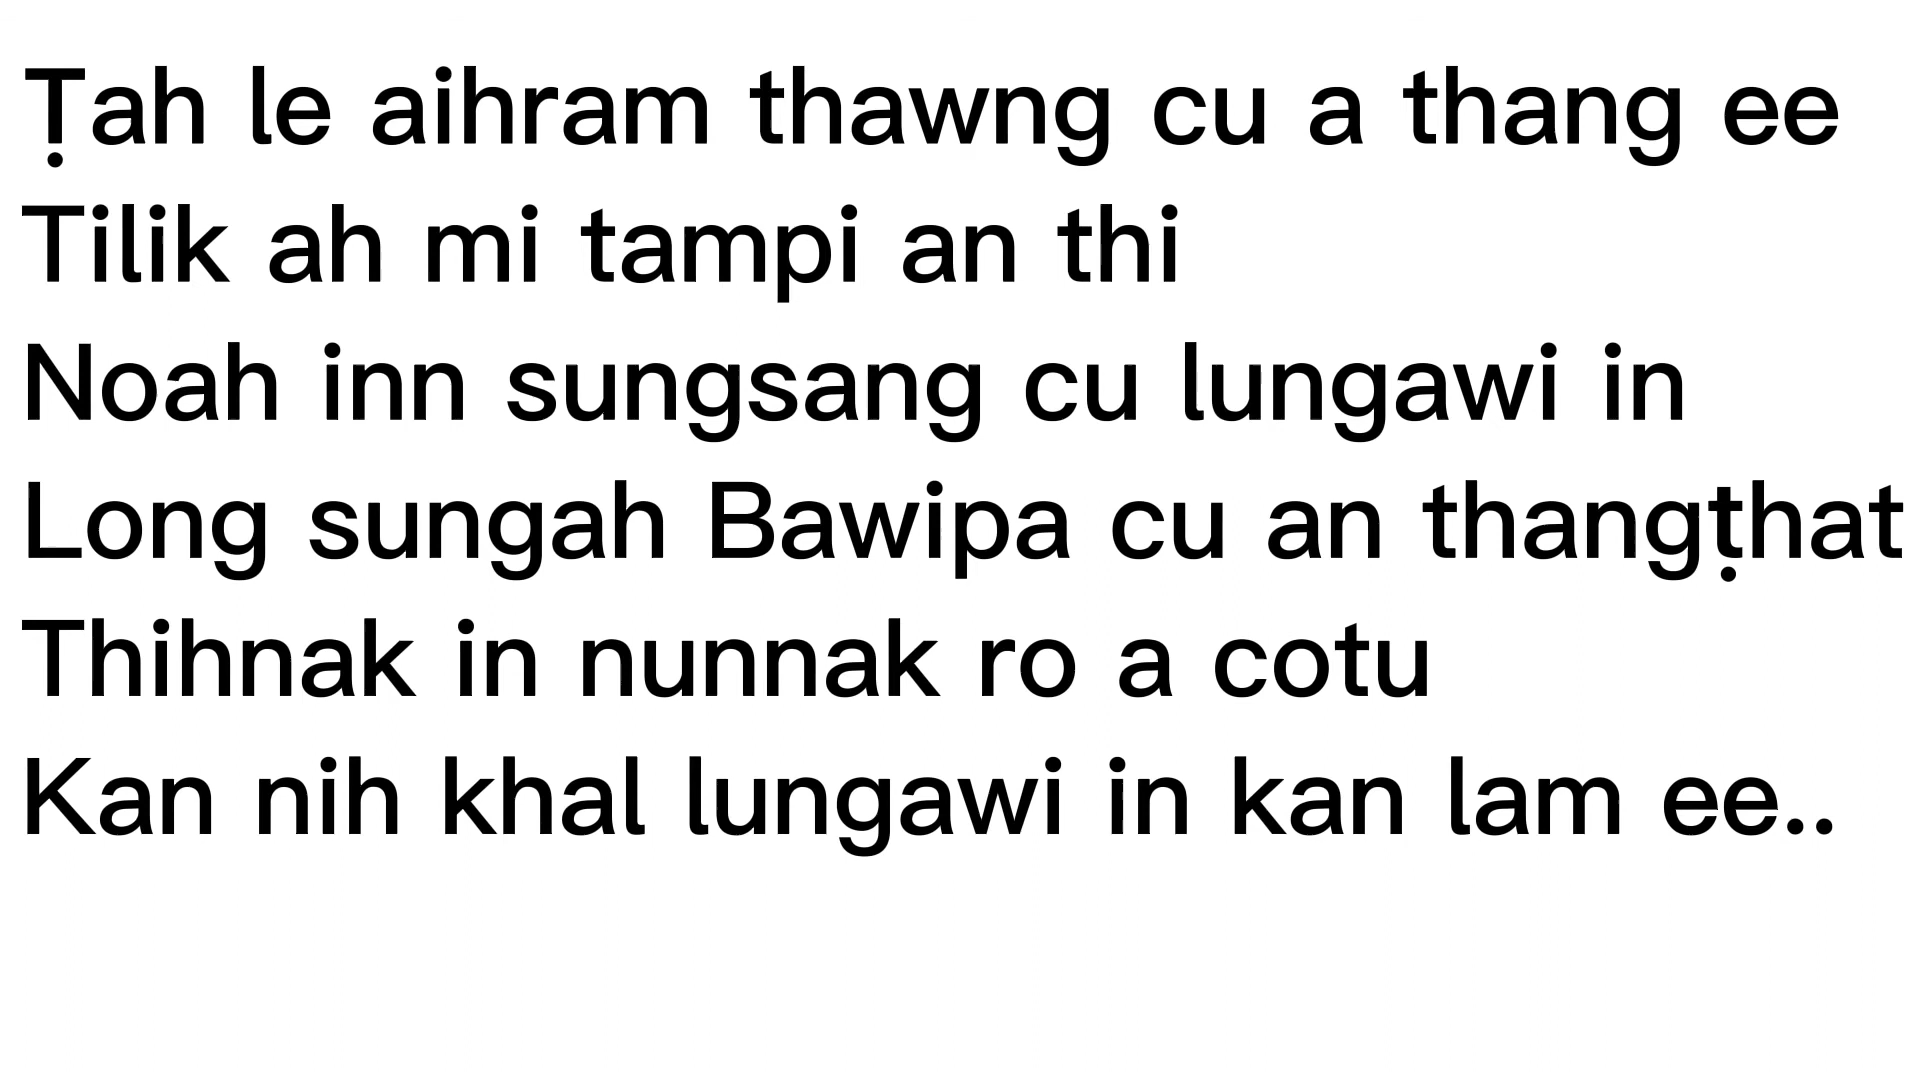 Ṭah le aihram thawng cu a thang ee
Tilik ah mi tampi an thi
Noah inn sungsang cu lungawi in
Long sungah Bawipa cu an thangṭhat
Thihnak in nunnak ro a cotu
Kan nih khal lungawi in kan lam ee..